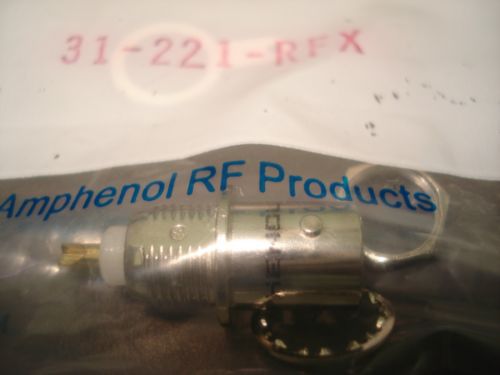 31-221-RFX
Amphenol RF Products